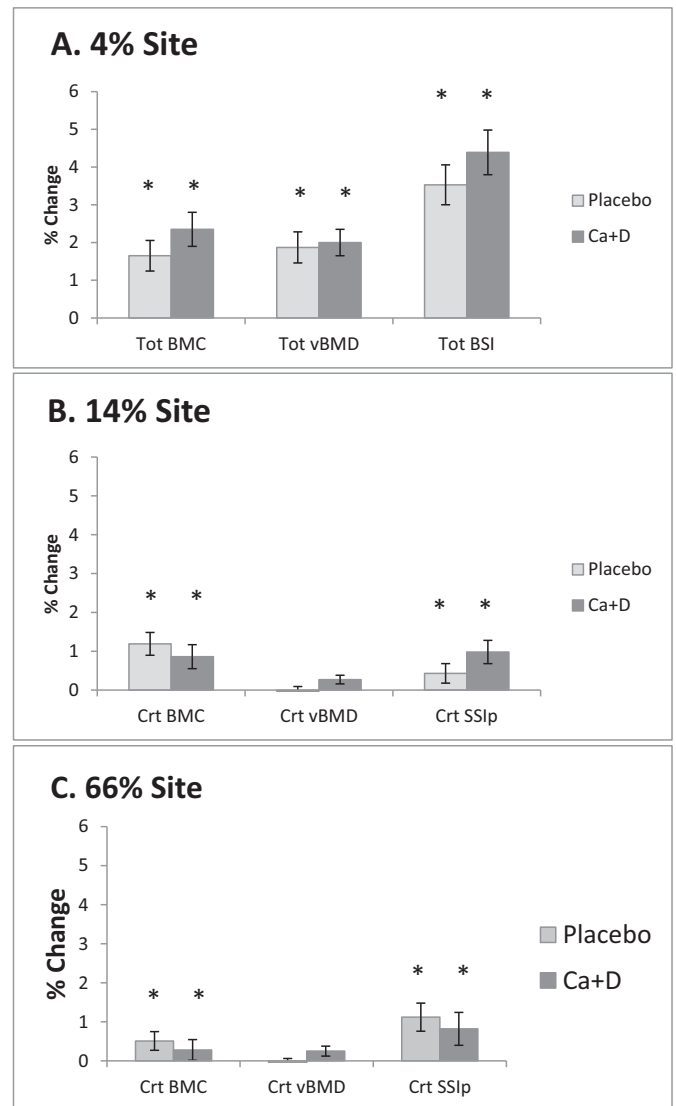 A. 4% Site
6
5
4
3
2
1
0
% Change
* * * * * *
Tot BMC Tot vBMD Tot BSI
Placebo
Ca+D
B. 14% Site
6
5
4
3
2
1
0
% Change
* * * *
Crt BMC Crt vBMD Crt SSIp
Placebo
Ca+D
C. 66% Site
6
5
4
3
2
1
0
% Change
* * * *
Crt BMC Crt vBMD Crt SSIp
Placebo
Ca+D